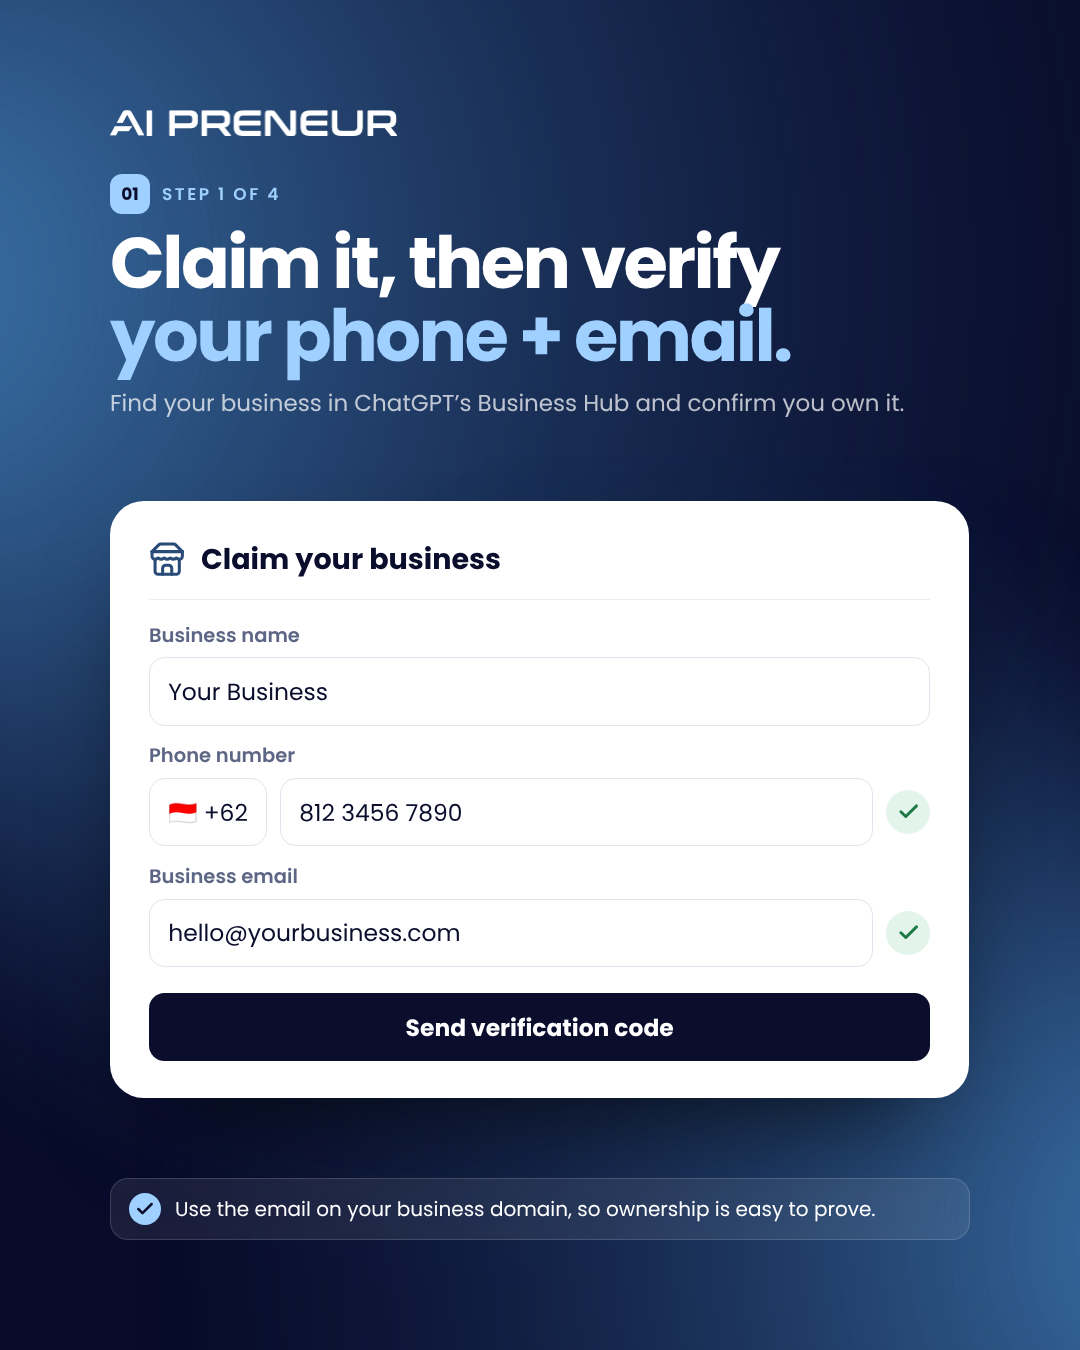 AI PRENEUR
01 STEP 1 OF 4
Claim it, then verify
your phone + email.
Find your business in ChatGPT’s Business Hub and confirm you own it.
Claim your business
Business name
Your Business
Phone number
🇮🇩 +62 812 3456 7890
Business email
hello@yourbusiness.com
Send verification code
Use the email on your business domain, so ownership is easy to prove.